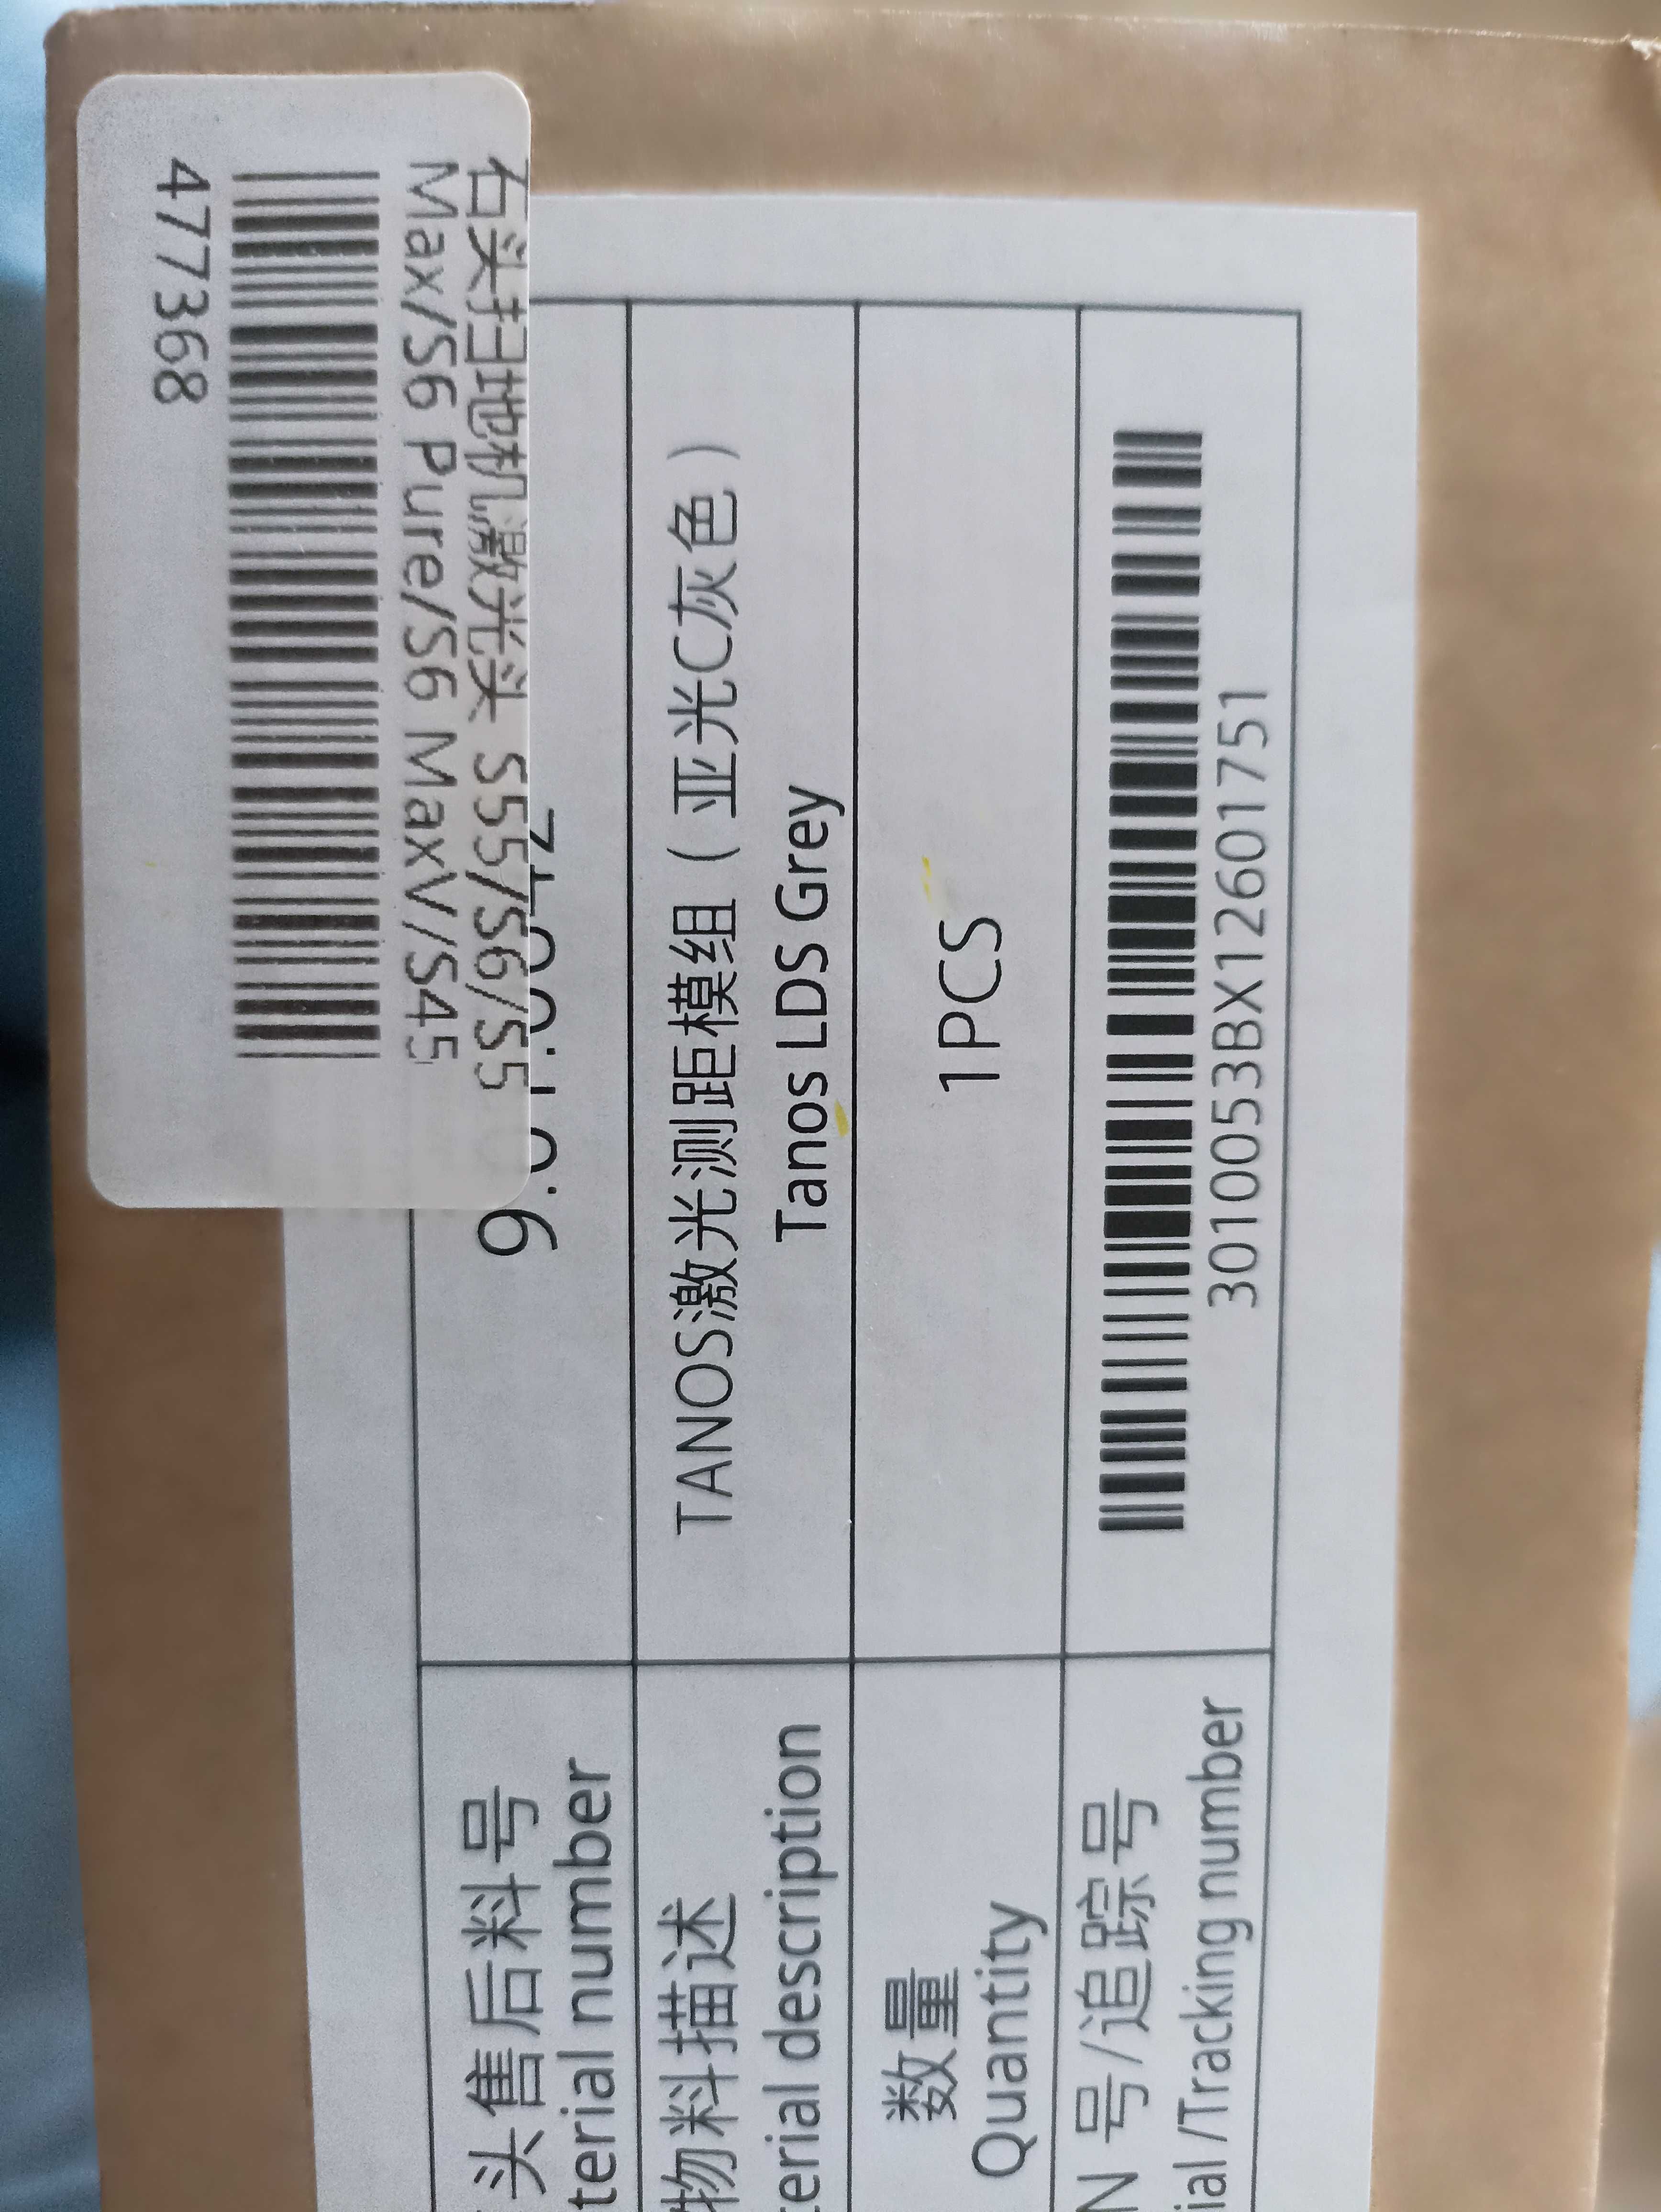 石头扫地机激光头 S55/S6/S5
Max/S6 Pure/S6 MaxV/S45
477368
头售后料号
terial number
物料描述
terial description
TANOS激光测距模组（亚光C灰色）
Tanos LDS Grey
数量
Quantity
1PCS
N 号/追踪号
ial /Tracking number
3010053BX12601751